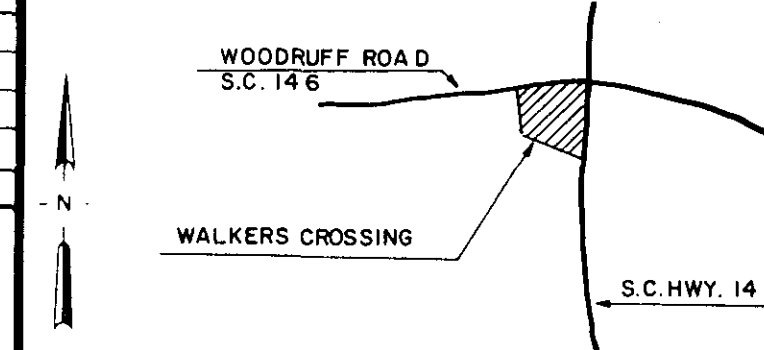 WOODRUFF ROAD
S.C. 146
- N -
WALKERS CROSSING
S.C. HWY. 14